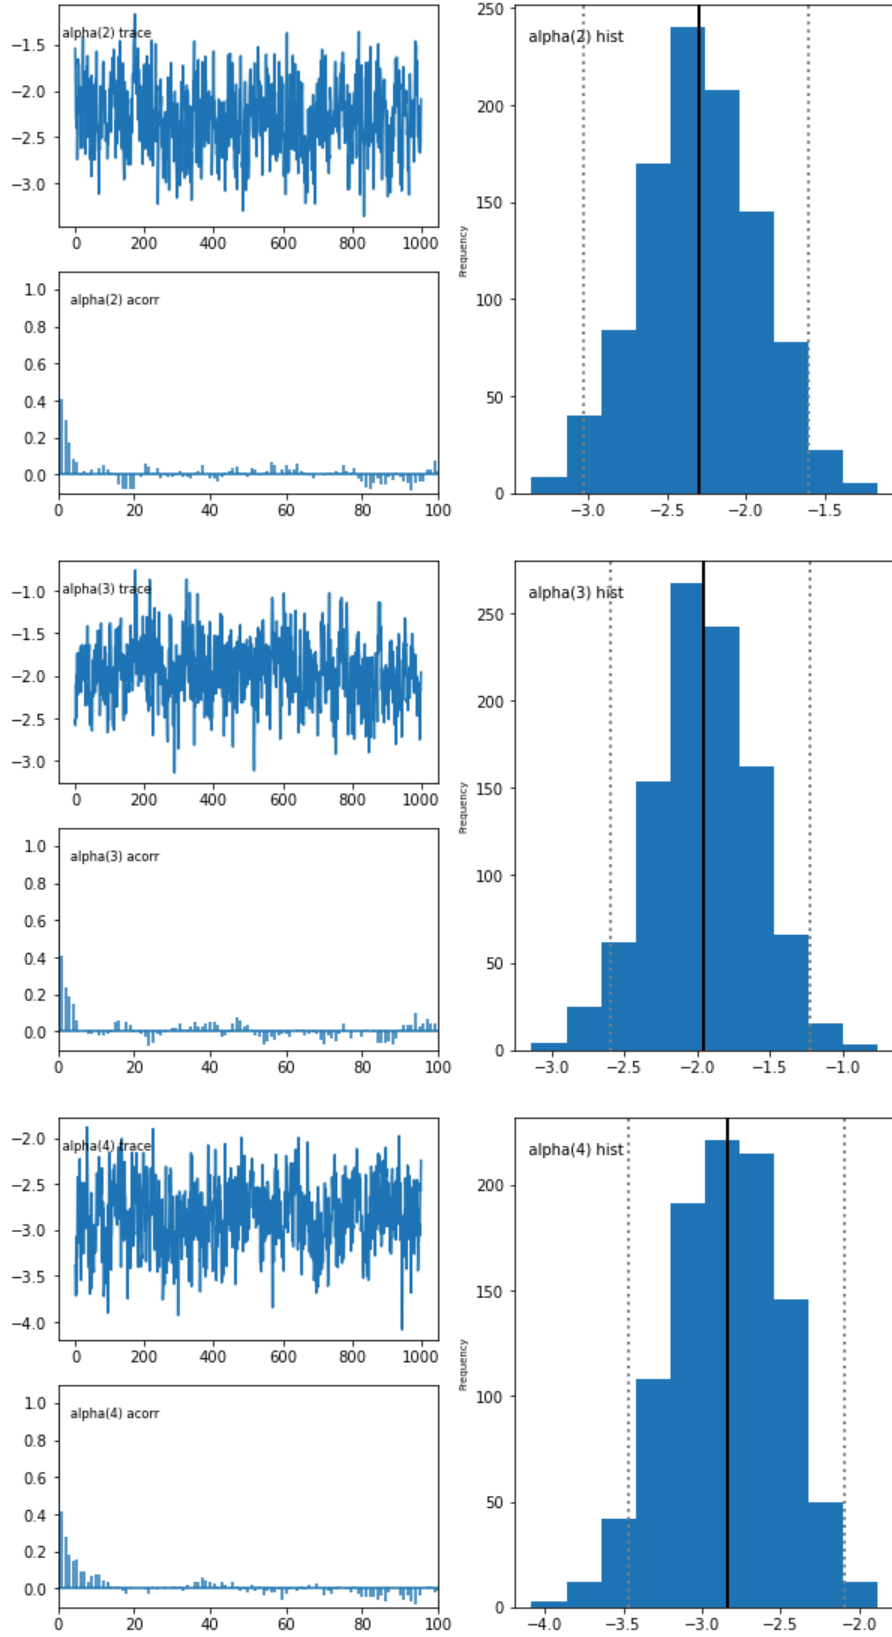 alpha(2) trace
−1.5
−2.0
−2.5
−3.0
0 200 400 600 800 1000
alpha(2) acorr
1.0
0.8
0.6
0.4
0.2
0.0
0 20 40 60 80 100
alpha(2) hist
250
200
150
100
50
0
Frequency
−3.0 −2.5 −2.0 −1.5
alpha(3) trace
−1.0
−1.5
−2.0
−2.5
−3.0
0 200 400 600 800 1000
alpha(3) acorr
1.0
0.8
0.6
0.4
0.2
0.0
0 20 40 60 80 100
alpha(3) hist
250
200
150
100
50
0
Frequency
−3.0 −2.5 −2.0 −1.5 −1.0
alpha(4) trace
−2.0
−2.5
−3.0
−3.5
−4.0
0 200 400 600 800 1000
alpha(4) acorr
1.0
0.8
0.6
0.4
0.2
0.0
0 20 40 60 80 100
alpha(4) hist
200
150
100
50
0
Frequency
−4.0 −3.5 −3.0 −2.5 −2.0